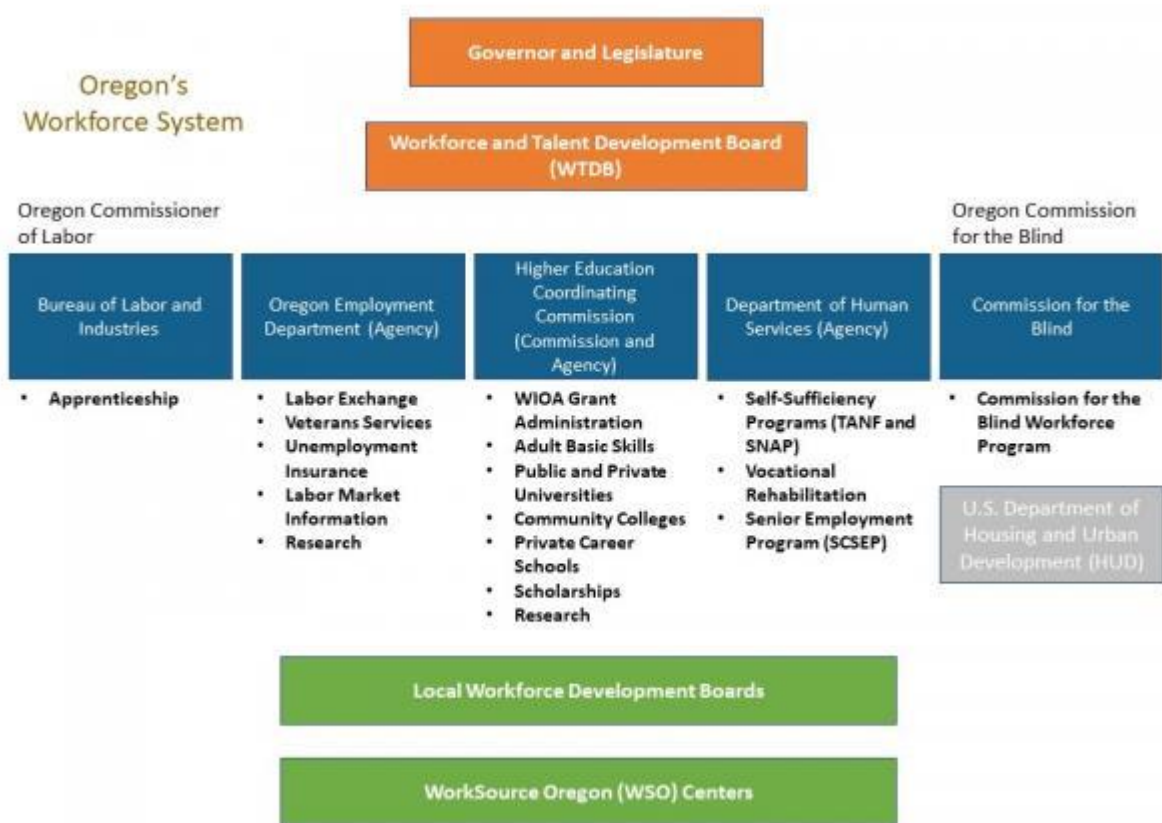 Governor and Legislature
Oregon's
Workforce System
Workforce and Talent Development Board
(WTDB)
Oregon Commissioner
of Labor
Oregon Commission
for the Blind
Bureau of Labor and
Industries
Oregon Employment
Department (Agency)
Higher Education
Coordinating
Commission
(Commission and
Agency)
Department of Human
Services (Agency)
Commission for the
Blind
• Apprenticeship
• Labor Exchange
• Veterans Services
• Unemployment
Insurance
• Labor Market
Information
• Research
• WIOA Grant
Administration
• Adult Basic Skills
• Public and Private
Universities
• Community Colleges
• Private Career
Schools
• Scholarships
• Research
• Self-Sufficiency
Programs (TANF and
SNAP)
• Vocational
Rehabilitation
• Senior Employment
Program (SCSEP)
• Commission for the
Blind Workforce
Program
U.S. Department of
Housing and Urban
Development (HUD)
Local Workforce Development Boards
WorkSource Oregon (WSO) Centers